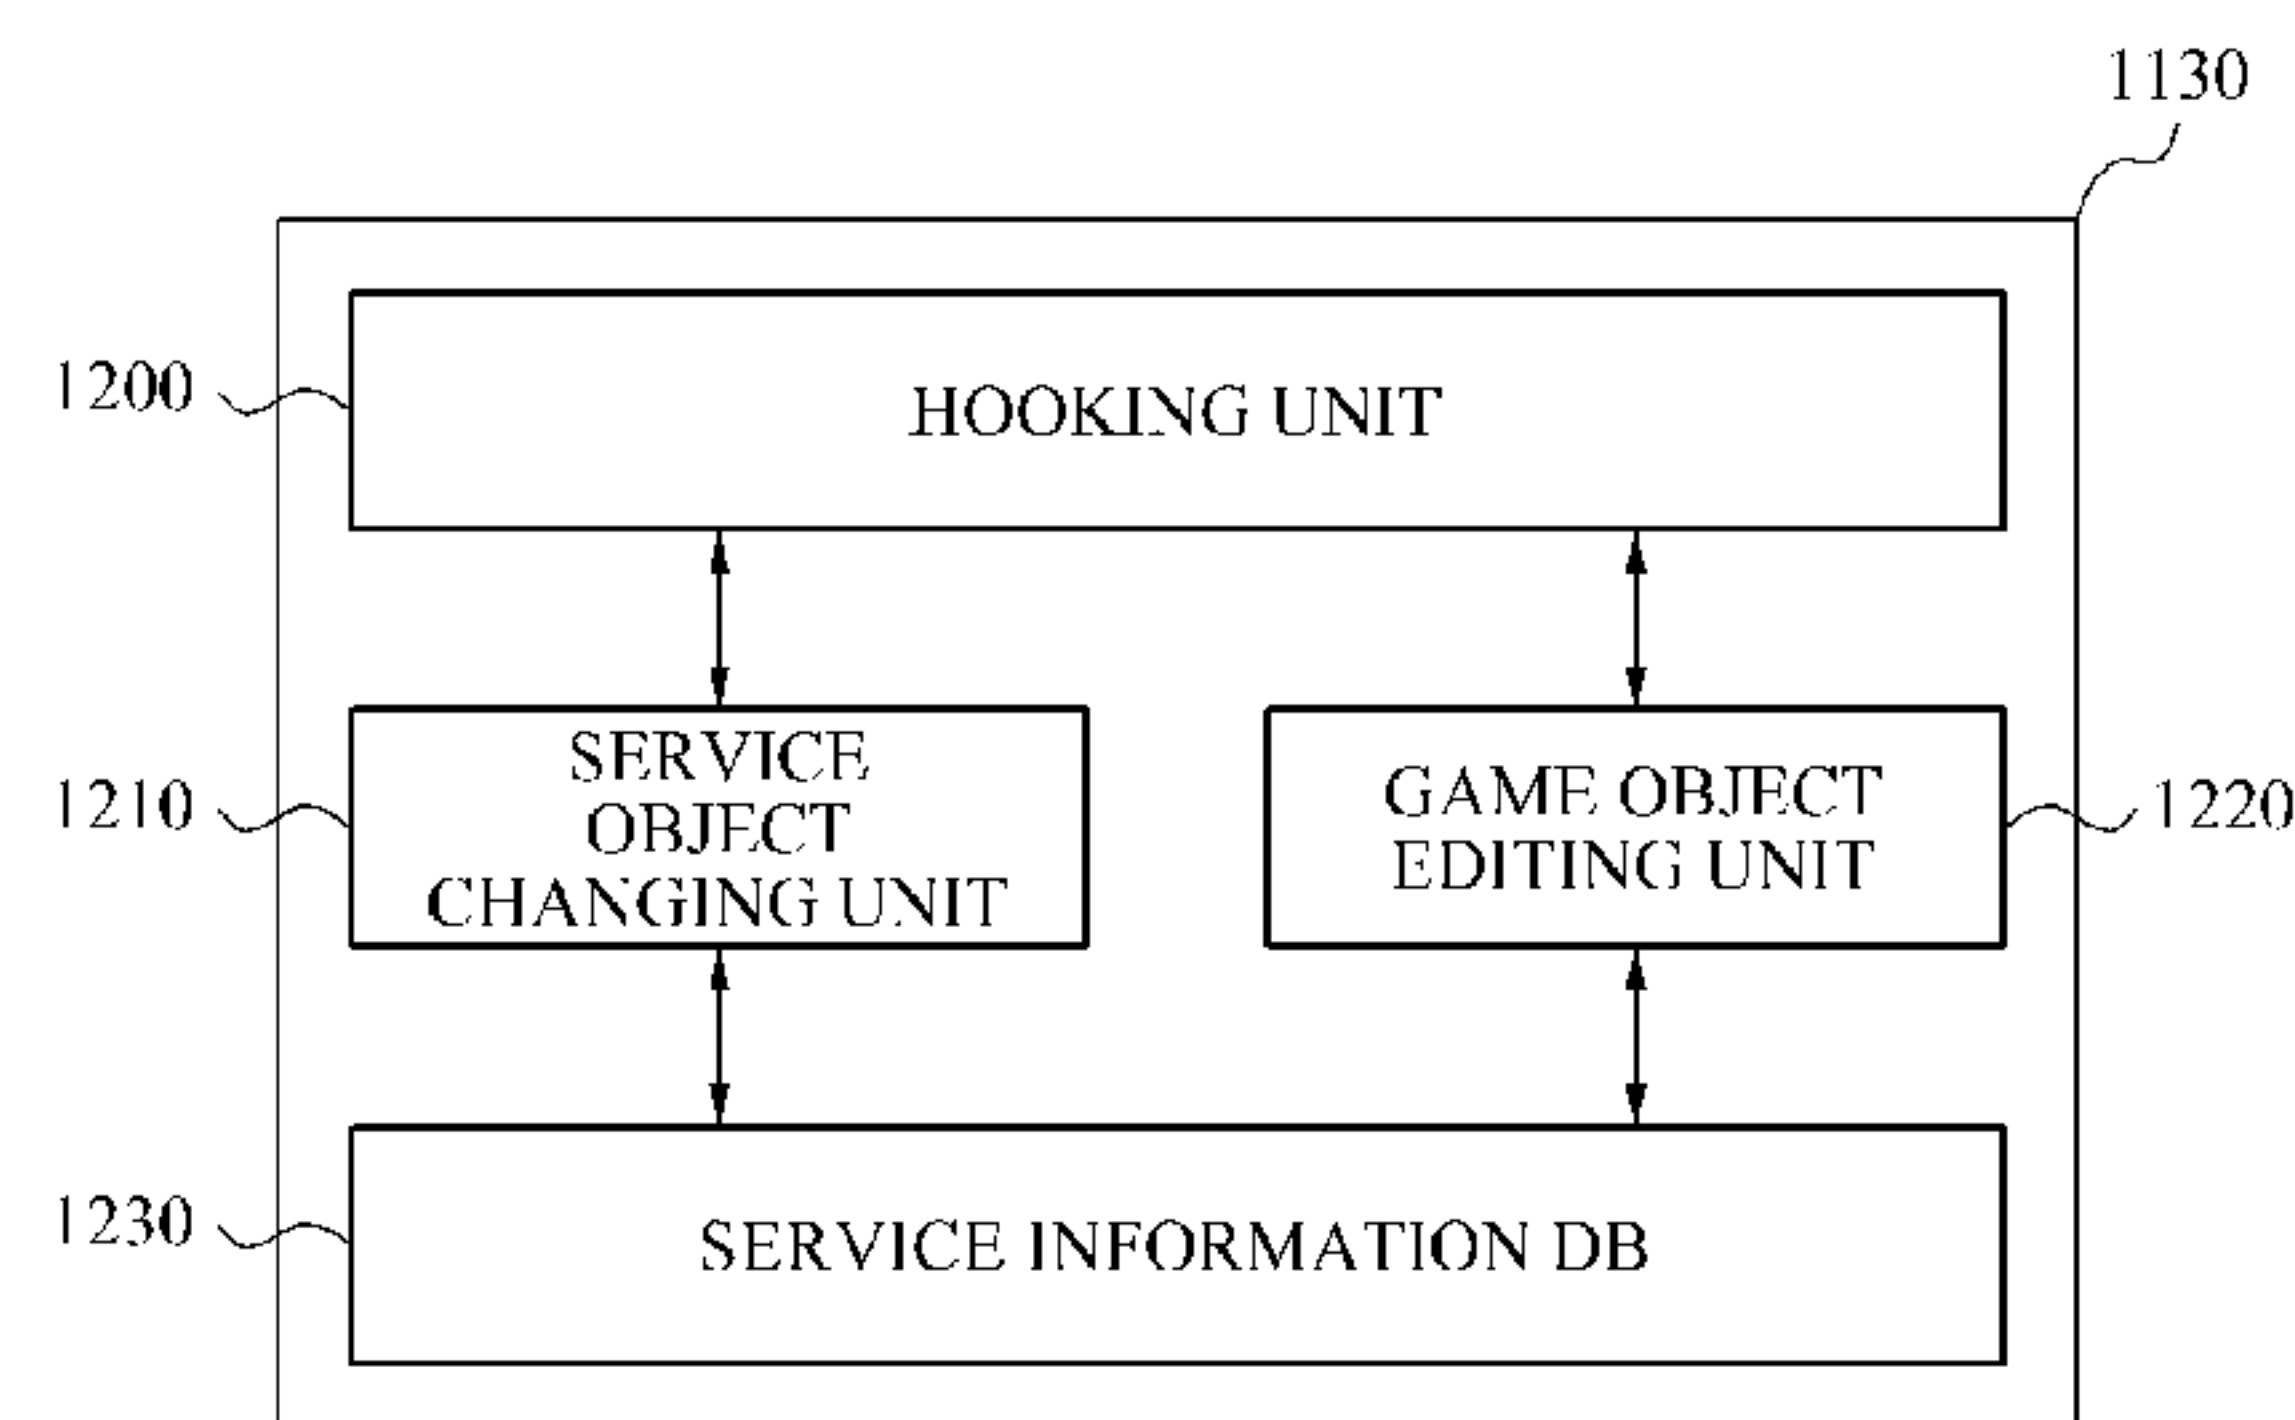 1130
1200
HOOKING UNIT
1210
SERVICE
OBJECT
CHANGING UNIT
GAME OBJECT
EDITING UNIT
1220
1230
SERVICE INFORMATION DB